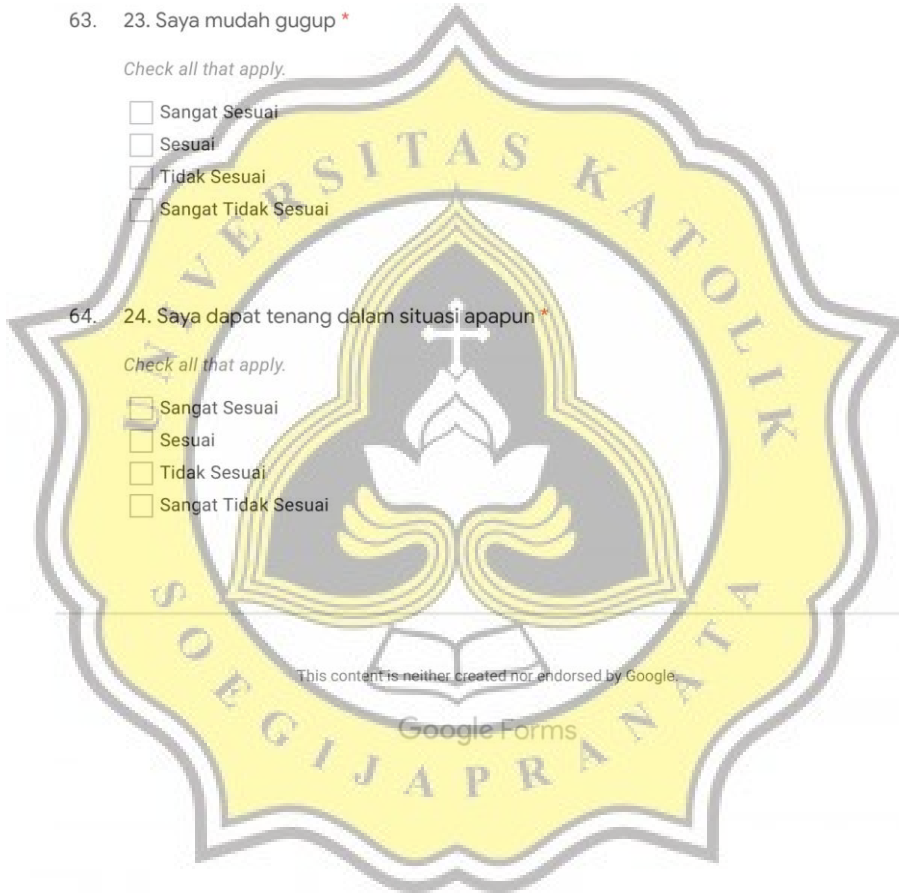 63. 23. Saya mudah gugup *
Check all that apply.
Sangat Sesuai
Sesuai
Tidak Sesuai
Sangat Tidak Sesuai
64. 24. Saya dapat tenang dalam situasi apapun *
Check all that apply.
Sangat Sesuai
Sesuai
Tidak Sesuai
Sangat Tidak Sesuai
This content is neither created nor endorsed by Google.
Google Forms
UNIVERSITAS KATOLIK
SOEGIJAPRANATA